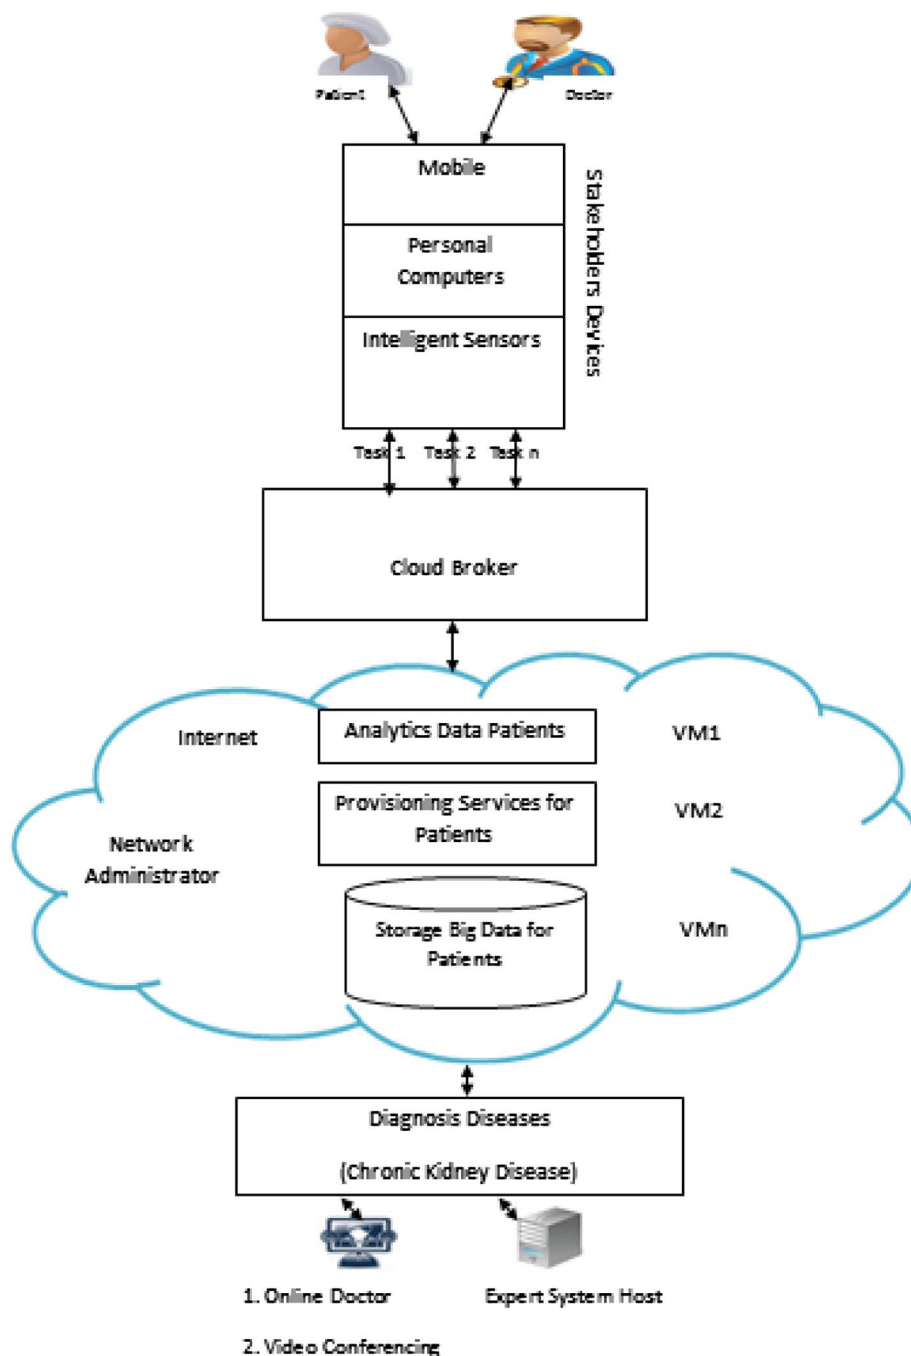 Patient
Doctor
Mobile
Personal
Computers
Intelligent Sensors
Stakeholders Devices
Task 1
Task 2
Task n
Cloud Broker
Internet
Analytics Data Patients
VM1
Provisioning Services for
Patients
VM2
Network
Administrator
Storage Big Data for
Patients
VMn
Diagnosis Diseases
(Chronic Kidney Disease)
1. Online Doctor
Expert System Host
2. Video Conferencing